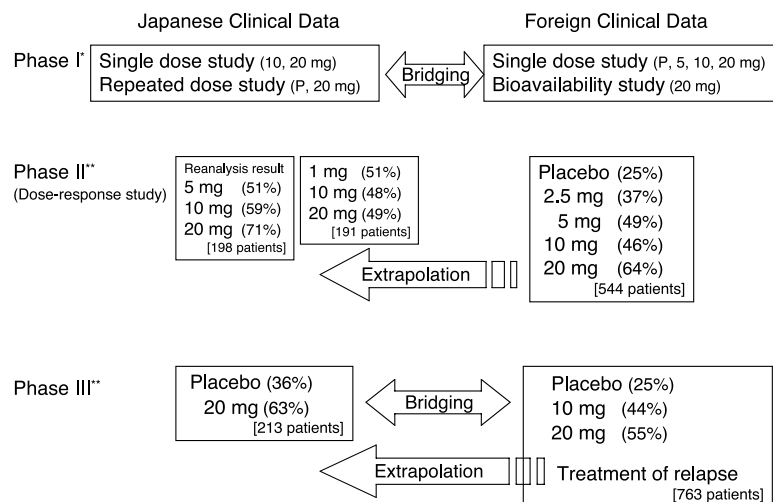 Japanese Clinical Data
Foreign Clinical Data
Phase I*
Single dose study (10, 20 mg)
Repeated dose study (P, 20 mg)
Bridging
Single dose study (P, 5, 10, 20 mg)
Bioavailability study (20 mg)
Phase II**
(Dose-response study)
Reanalysis result
5 mg (51%)
10 mg (59%)
20 mg (71%)
[198 patients]
1 mg (51%)
10 mg (48%)
20 mg (49%)
[191 patients]
Placebo (25%)
2.5 mg (37%)
5 mg (49%)
10 mg (46%)
20 mg (64%)
[544 patients]
Extrapolation
Phase III**
Placebo (36%)
20 mg (63%)
[213 patients]
Bridging
Placebo (25%)
10 mg (44%)
20 mg (55%)
Extrapolation
Treatment of relapse
[763 patients]